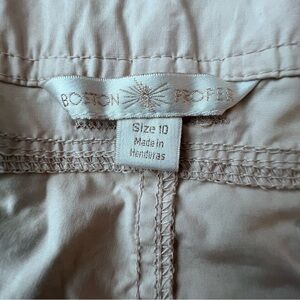 BOSTON PROPER
Size 10
Made in
Honduras